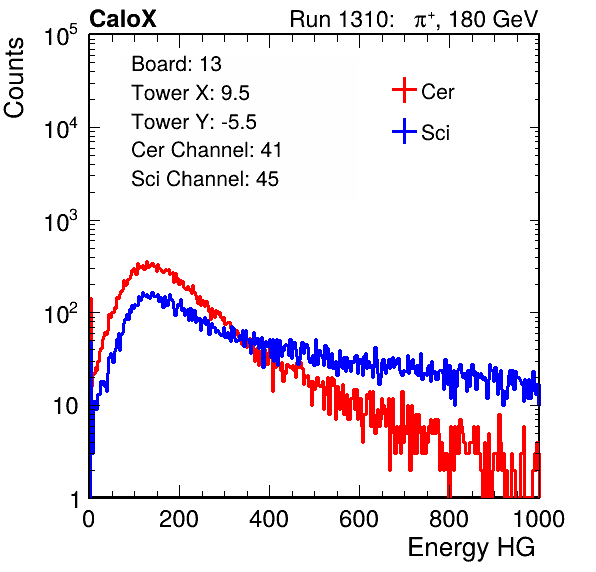 CaloX
Run 1310: π⁺, 180 GeV
Counts
Board: 13
Tower X: 9.5
Tower Y: -5.5
Cer Channel: 41
Sci Channel: 45
Cer
Sci
10⁵
10⁴
10³
10²
10
1
0 200 400 600 800 1000
Energy HG